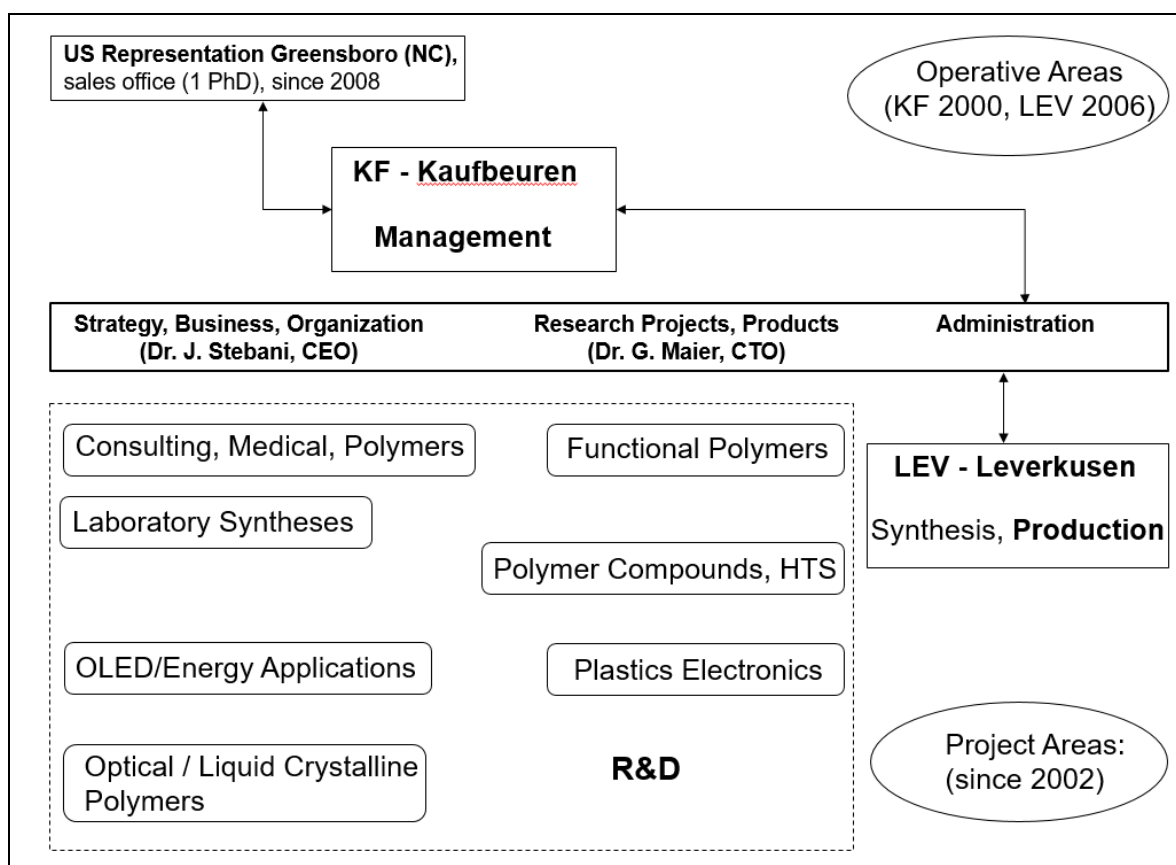 US Representation Greensboro (NC),
sales office (1 PhD), since 2008
Operative Areas
(KF 2000, LEV 2006)
KF - Kaufbeuren
Management
Strategy, Business, Organization
(Dr. J. Stebani, CEO)
Research Projects, Products
(Dr. G. Maier, CTO)
Administration
Consulting, Medical, Polymers
Functional Polymers
LEV - Leverkusen
Synthesis, Production
Laboratory Syntheses
Polymer Compounds, HTS
OLED/Energy Applications
Plastics Electronics
Optical / Liquid Crystalline
Polymers
R&D
Project Areas:
(since 2002)